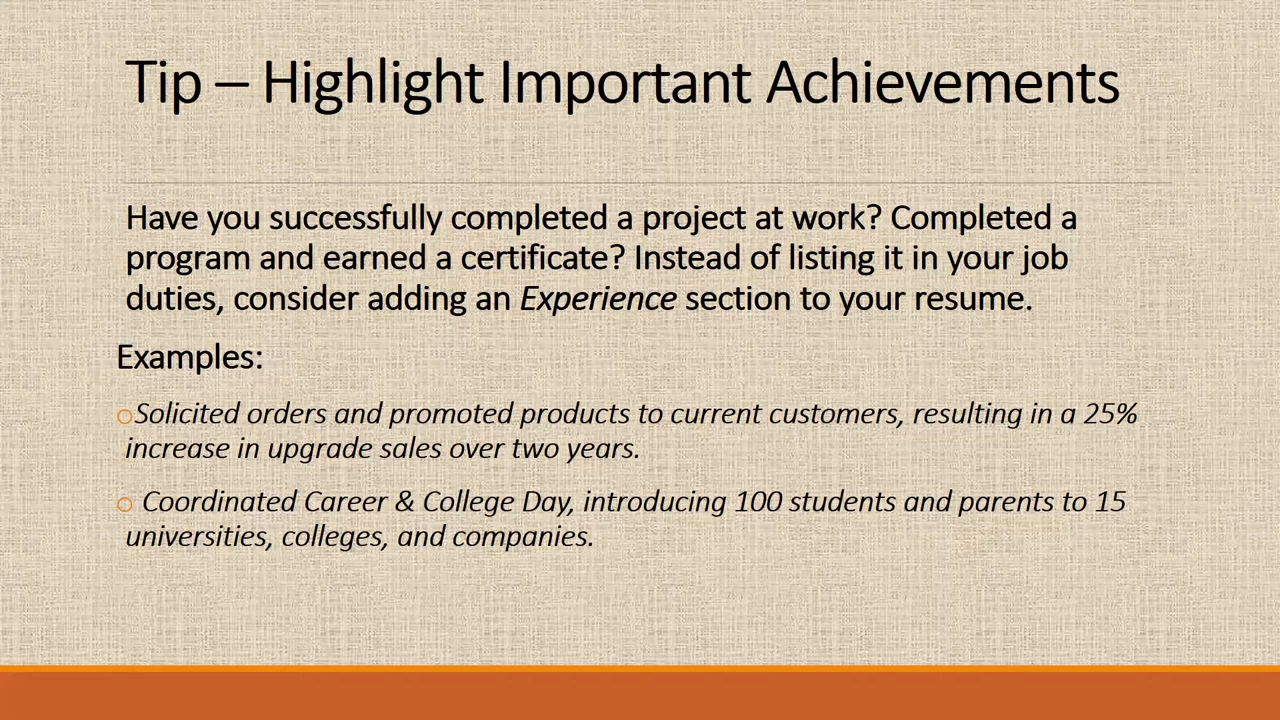 Tip – Highlight Important Achievements
Have you successfully completed a project at work? Completed a
program and earned a certificate? Instead of listing it in your job
duties, consider adding an Experience section to your resume.
Examples:
Solicited orders and promoted products to current customers, resulting in a 25%
increase in upgrade sales over two years.
Coordinated Career & College Day, introducing 100 students and parents to 15
universities, colleges, and companies.